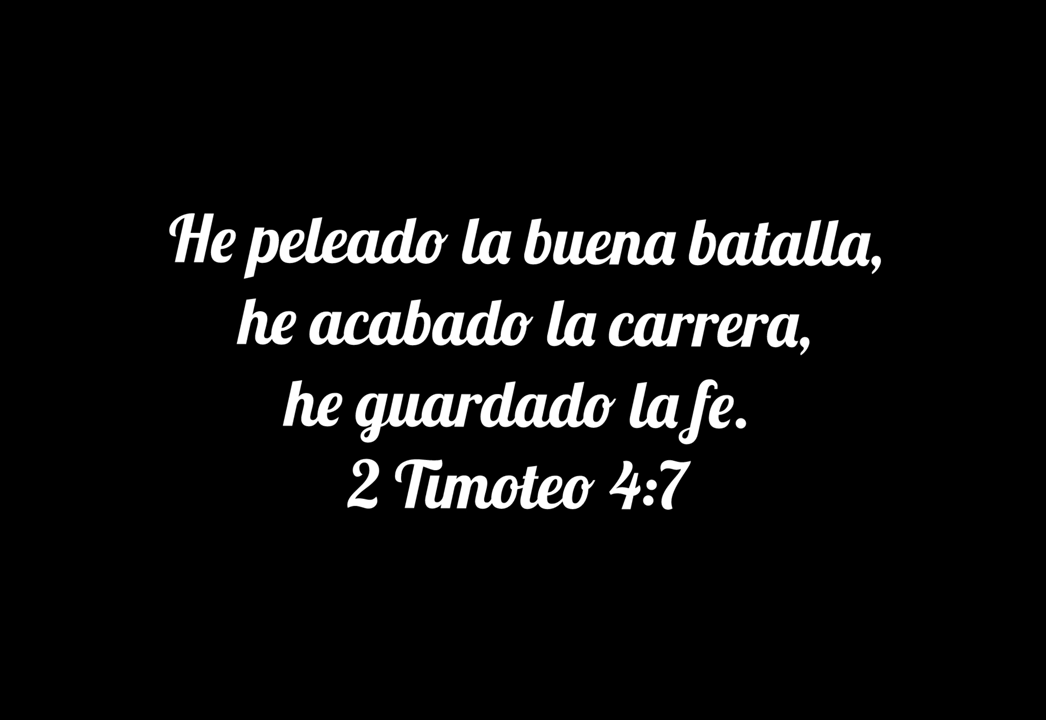 He peleado la buena batalla,
he acabado la carrera,
he guardado la fe.
2 Timoteo 4:7